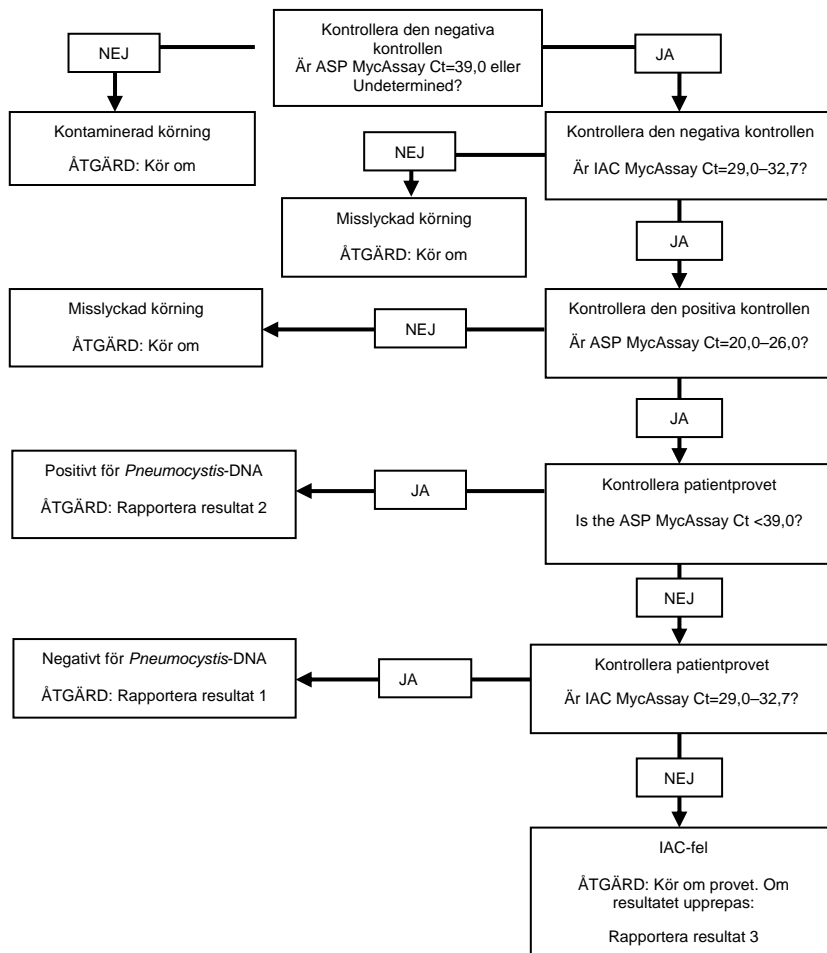 Kontrollera den negativa
kontrollen
Är ASP MycAssay Ct=39,0 eller
Undetermined?
NEJ
JA
Kontaminerad körning
ÅTGÄRD: Kör om
Kontrollera den negativa kontrollen
Är IAC MycAssay Ct=29,0–32,7?
NEJ
Misslyckad körning
ÅTGÄRD: Kör om
JA
Kontrollera den positiva kontrollen
Är ASP MycAssay Ct=20,0–26,0?
NEJ
Misslyckad körning
ÅTGÄRD: Kör om
JA
Kontrollera patientprovet
Is the ASP MycAssay Ct <39,0?
JA
Positivt för Pneumocystis-DNA
ÅTGÄRD: Rapportera resultat 2
NEJ
Kontrollera patientprovet
Är IAC MycAssay Ct=29,0–32,7?
JA
Negativt för Pneumocystis-DNA
ÅTGÄRD: Rapportera resultat 1
NEJ
IAC-fel
ÅTGÄRD: Kör om provet. Om
resultatet upprepas:
Rapportera resultat 3